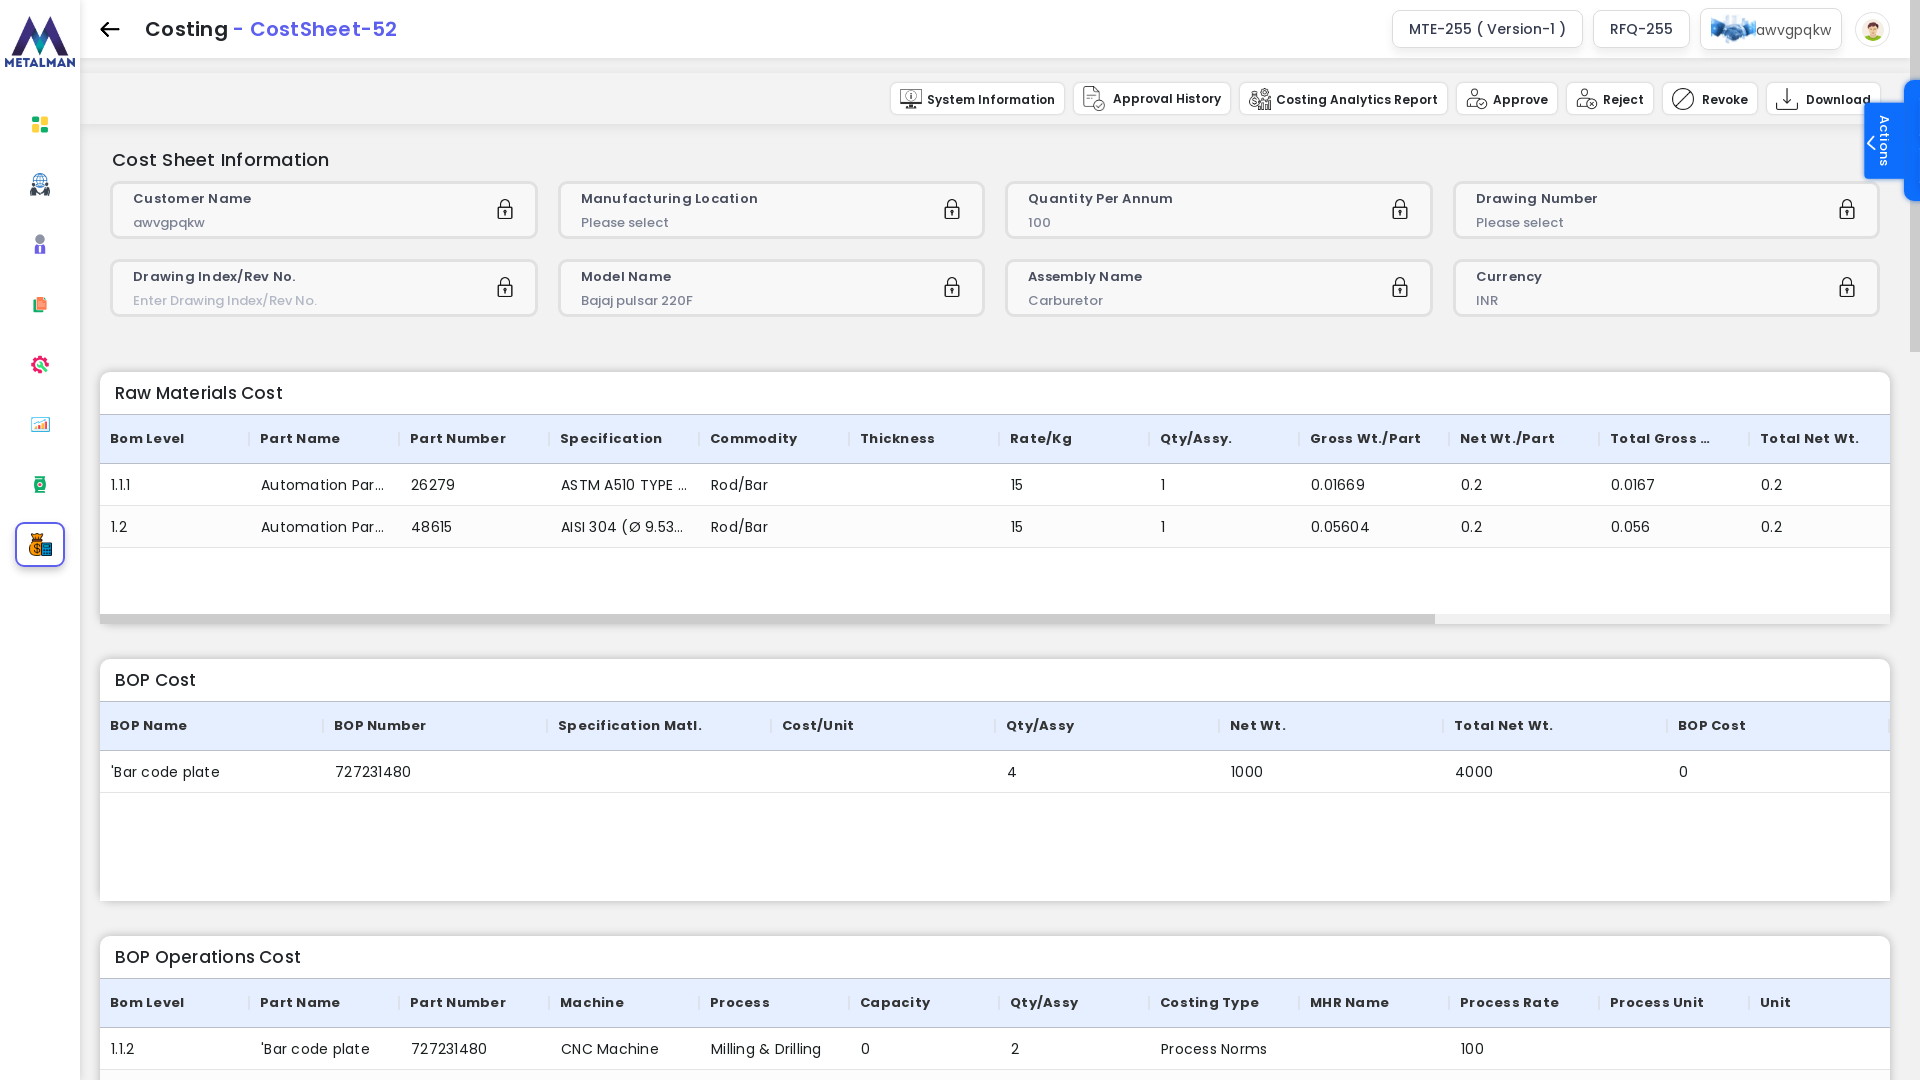 METALMAN
Costing - CostSheet-52
MTE-255 ( Version-1 )
RFQ-255
awvgpqkw
System Information
Approval History
Costing Analytics Report
Approve
Reject
Revoke
Download
Actions
Cost Sheet Information
Customer Name
awvgpqkw
Manufacturing Location
Please select
Quantity Per Annum
100
Drawing Number
Please select
Drawing Index/Rev No.
Enter Drawing Index/Rev No.
Model Name
Bajaj pulsar 220F
Assembly Name
Carburetor
Currency
INR
Raw Materials Cost
Bom Level Part Name Part Number Specification Commodity Thickness Rate/Kg Qty/Assy. Gross Wt./Part Net Wt./Part Total Gross ... Total Net Wt.
1.1.1 Automation Par... 26279 ASTM A510 TYPE ... Rod/Bar 15 1 0.01669 0.2 0.0167 0.2
1.2 Automation Par... 48615 AISI 304 (Ø 9.53... Rod/Bar 15 1 0.05604 0.2 0.056 0.2
BOP Cost
BOP Name BOP Number Specification Matl. Cost/Unit Qty/Assy Net Wt. Total Net Wt. BOP Cost
'Bar code plate 727231480 4 1000 4000 0
BOP Operations Cost
Bom Level Part Name Part Number Machine Process Capacity Qty/Assy Costing Type MHR Name Process Rate Process Unit Unit
1.1.2 'Bar code plate 727231480 CNC Machine Milling & Drilling 0 2 Process Norms 100